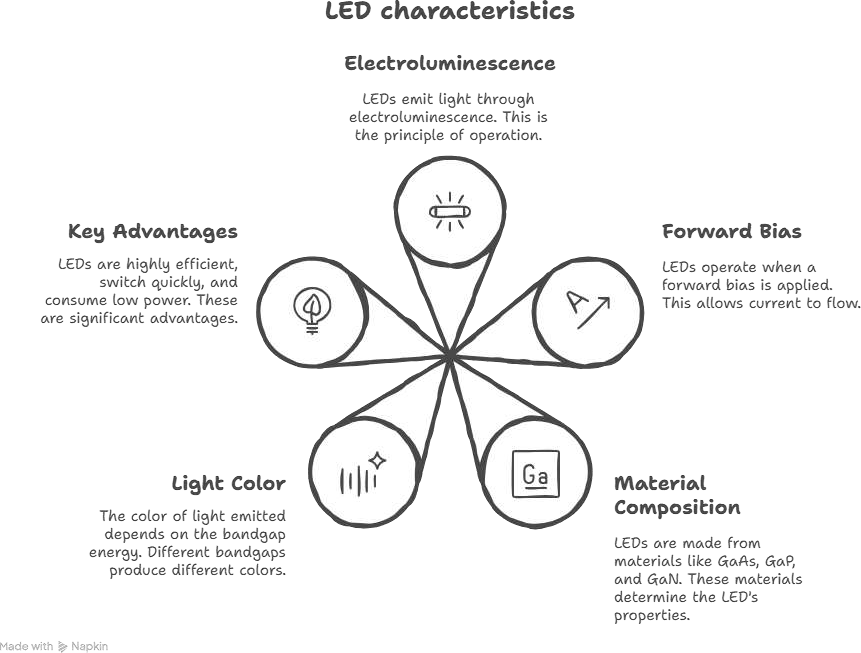 LED characteristics
Electroluminescence
LEDs emit light through
electroluminescence. This is
the principle of operation.
Key Advantages
LEDs are highly efficient,
switch quickly, and
consume low power. These
are significant advantages.
Forward Bias
LEDs operate when a
forward bias is applied.
This allows current to flow.
A
Light Color
The color of light emitted
depends on the bandgap
energy. Different bandgaps
produce different colors.
Ga
Material
Composition
LEDs are made from
materials like GaAs, GaP,
and GaN. These materials
determine the LED's
properties.
Made with Napkin